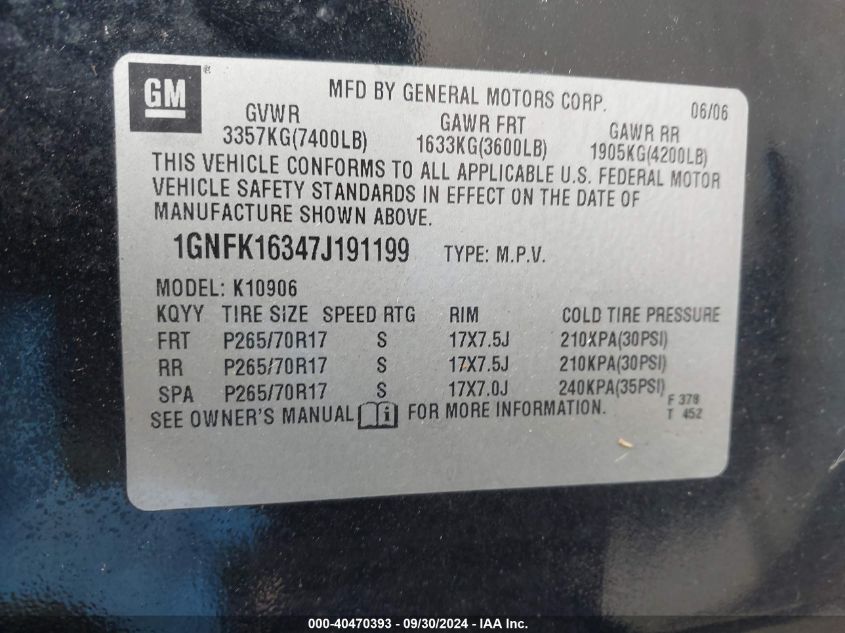 GM ®
MFD BY GENERAL MOTORS CORP. 06/06
GVWR GAWR FRT GAWR RR
3357KG(7400LB) 1633KG(3600LB) 1905KG(4200LB)
THIS VEHICLE CONFORMS TO ALL APPLICABLE U.S. FEDERAL MOTOR
VEHICLE SAFETY STANDARDS IN EFFECT ON THE DATE OF
MANUFACTURE SHOWN ABOVE.
1GNFK16347J191199 TYPE: M.P.V.
MODEL: K10906
KQYY TIRE SIZE SPEED RTG RIM COLD TIRE PRESSURE
FRT P265/70R17 S 17X7.5J 210KPA(30PSI)
RR P265/70R17 S 17X7.5J 210KPA(30PSI)
SPA P265/70R17 S 17X7.0J 240KPA(35PSI)
SEE OWNER'S MANUAL i FOR MORE INFORMATION.
F 378
T 452
000-40470393 - 09/30/2024 - IAA Inc.